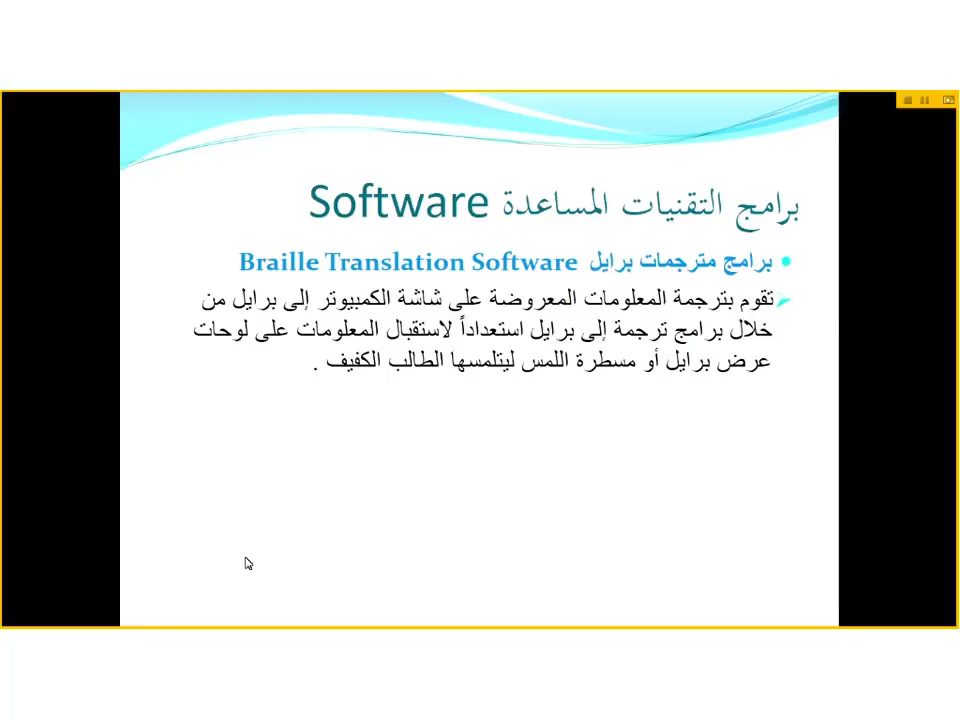 برامج التقنيات المساعدة Software
برامج مترجمات برايل Braille Translation Software
تقوم بترجمة المعلومات المعروضة على شاشة الكمبيوتر إلى برايل من
خلال برامج ترجمة إلى برايل استعداداً لاستقبال المعلومات على لوحات
عرض برايل أو مسطرة اللمس ليتلمسها الطالب الكفيف .